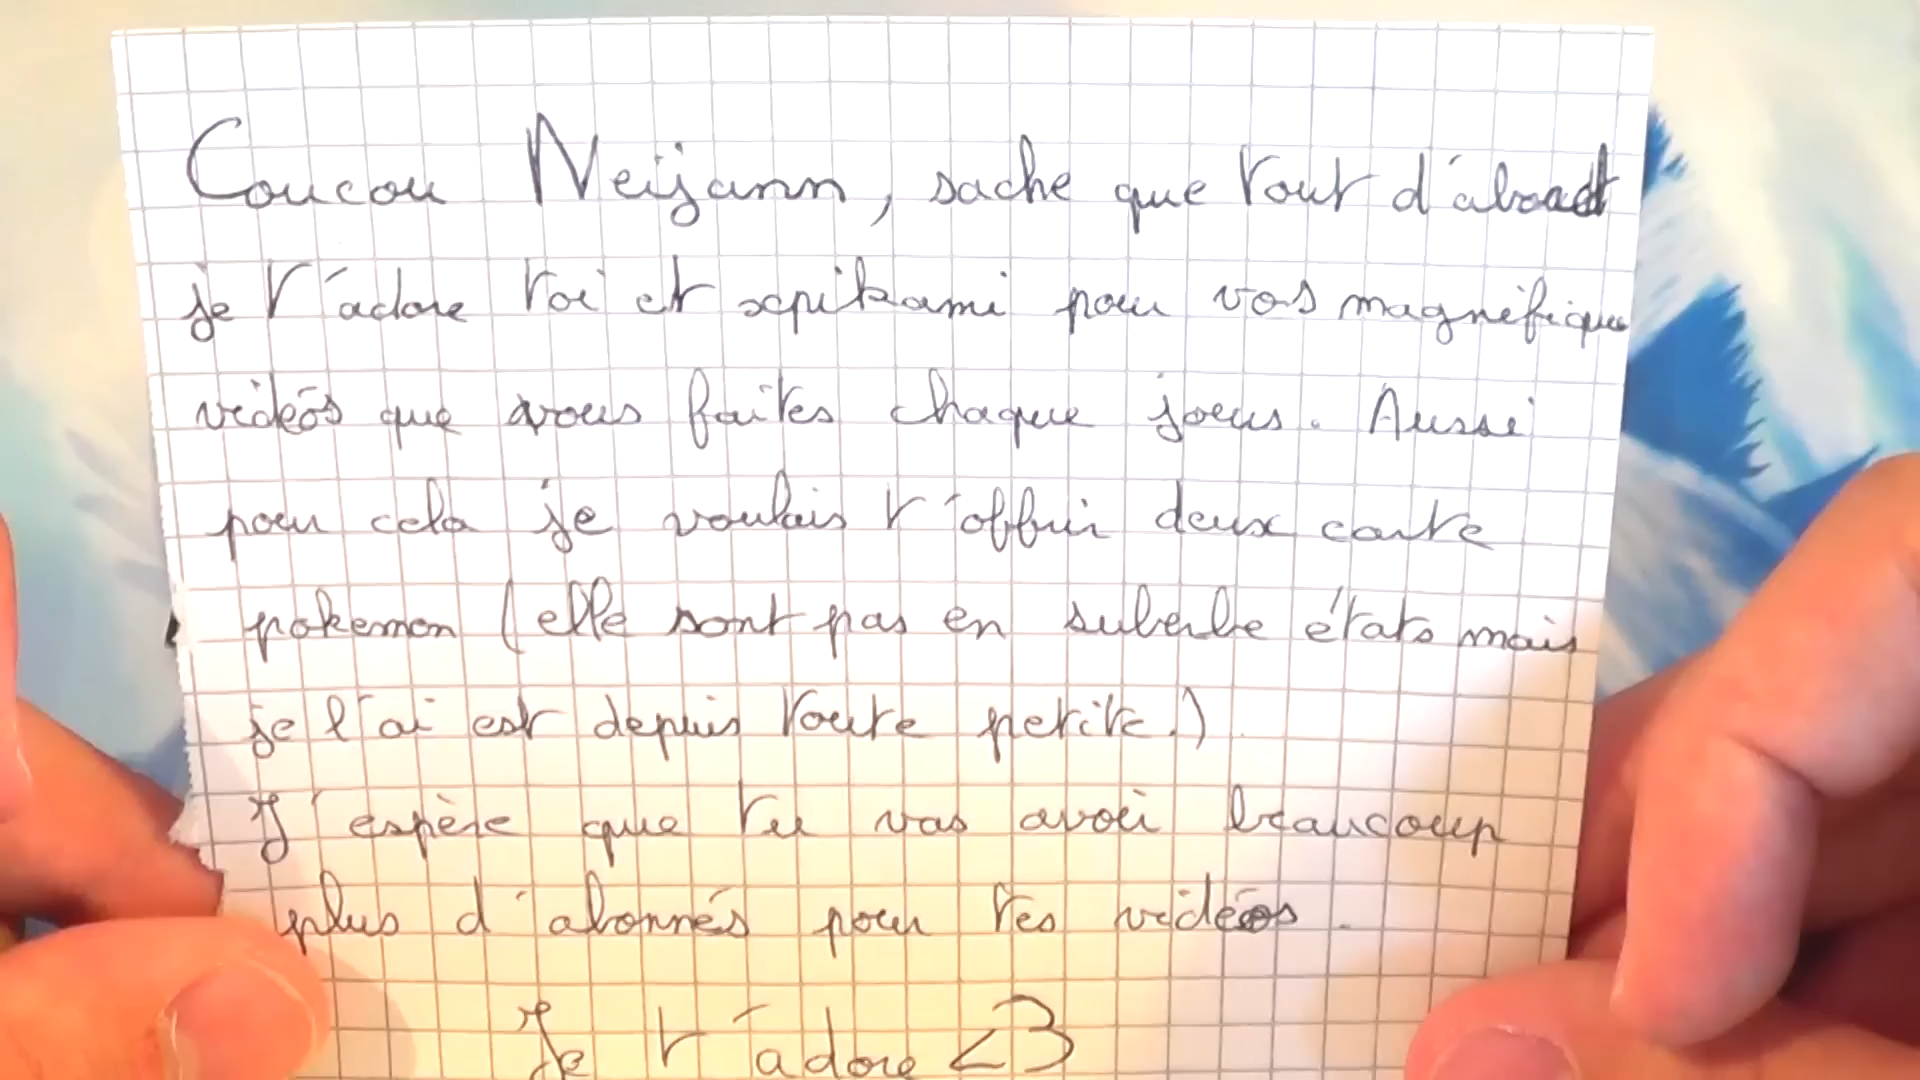 Coucou Neijann, sache que tout d'abord
je t'adore toi et xpikami pour vos magnéfique
vidéos que vous faites chaque jours. Aussi
pour cela je voulais t'offrir deux carte
pokemon (elle sont pas en suberbe états mais
je l'ai est depuis toute petite.)
J'espère que tu vas avoir beaucoup
plus d'abonnés pour tes vidéos.
Je t'adore <3